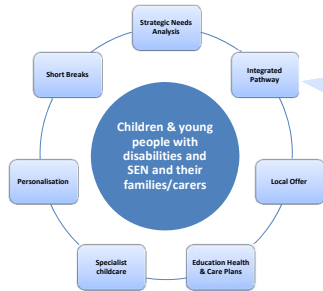 Strategic Needs
Analysis
Short Breaks
Integrated
Pathway
Children & young
people with
disabilities and
SEN and their
families/carers
Personalisation
Local Offer
Specialist
childcare
Education Health
& Care Plans